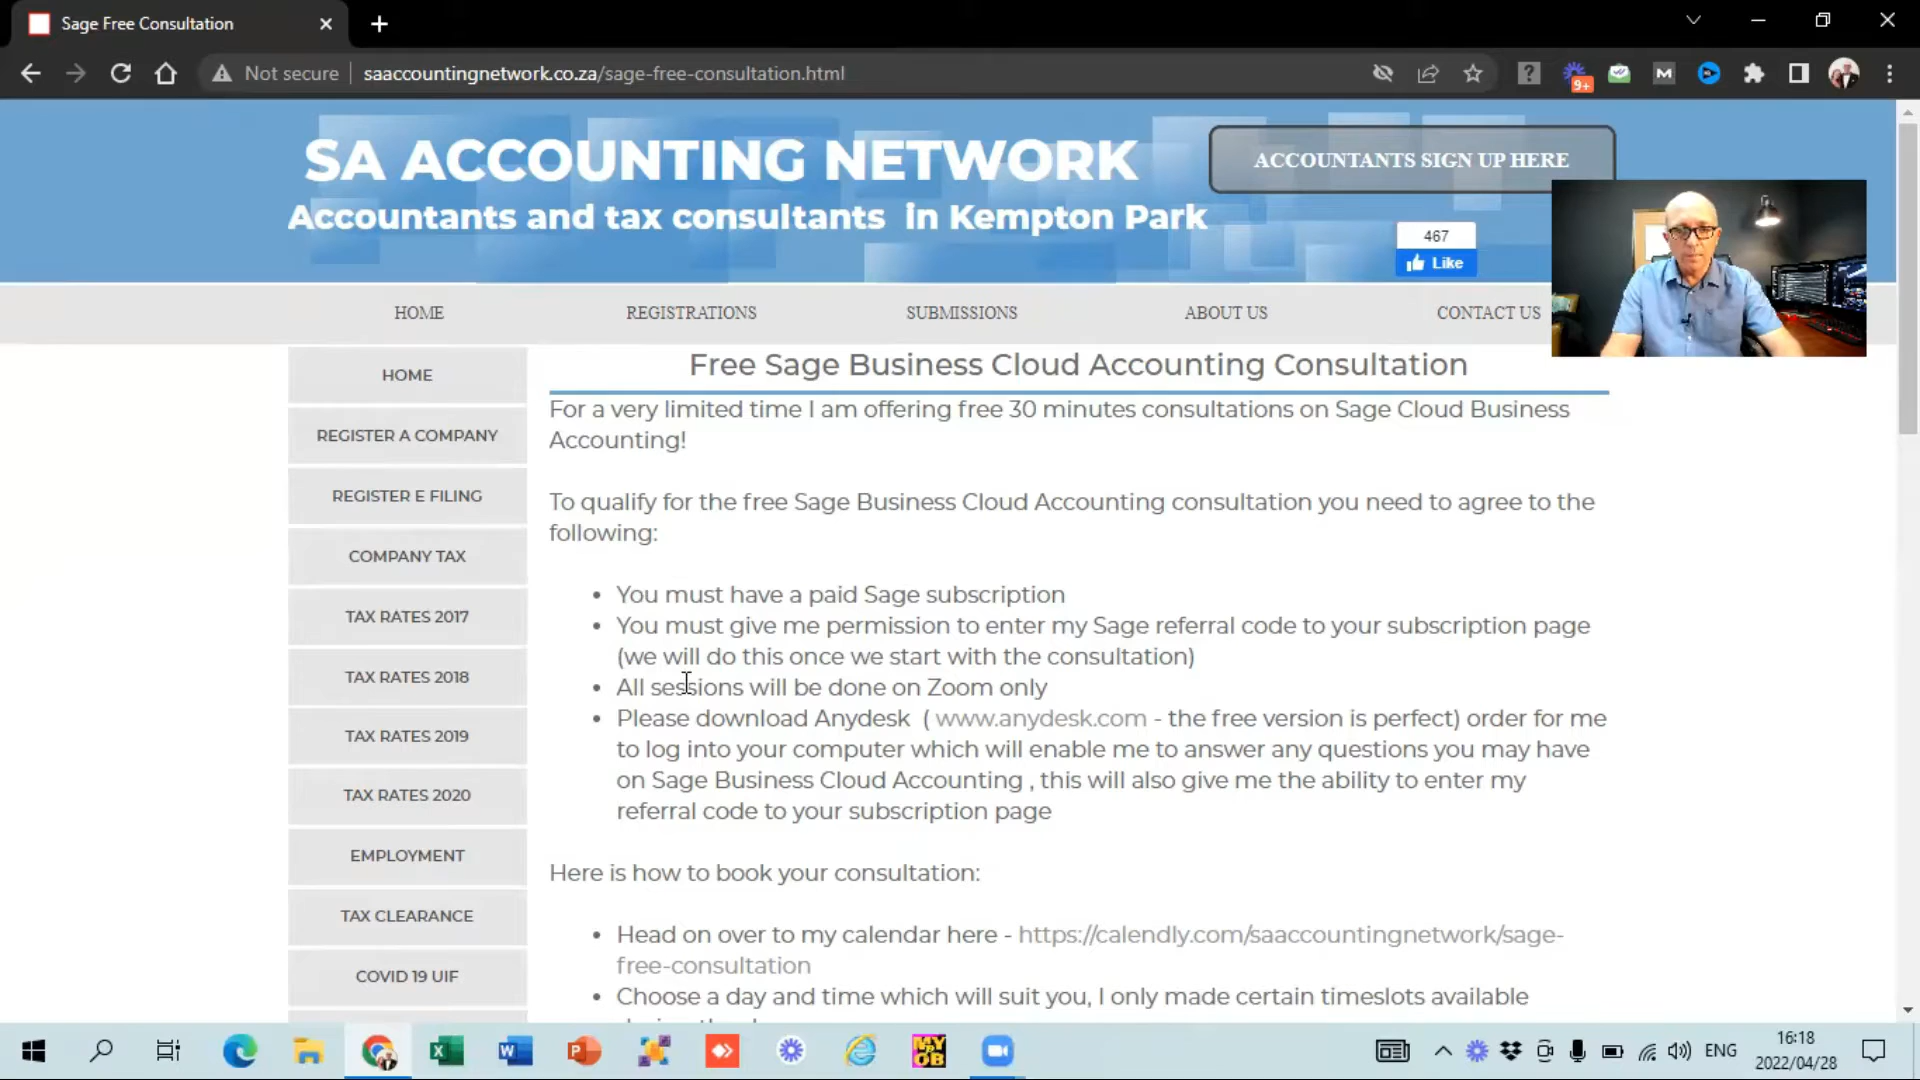 Sage Free Consultation
Not secure
saaccountingnetwork.co.za/sage-free-consultation.html
9+
M
SA ACCOUNTING NETWORK
Accountants and tax consultants in Kempton Park
ACCOUNTANTS SIGN UP HERE
467
Like
HOME REGISTRATIONS SUBMISSIONS ABOUT US CONTACT US
HOME
REGISTER A COMPANY
REGISTER E FILING
COMPANY TAX
TAX RATES 2017
TAX RATES 2018
TAX RATES 2019
TAX RATES 2020
EMPLOYMENT
TAX CLEARANCE
COVID 19 UIF
Free Sage Business Cloud Accounting Consultation
For a very limited time I am offering free 30 minutes consultations on Sage Cloud Business
Accounting!
To qualify for the free Sage Business Cloud Accounting consultation you need to agree to the
following:
• You must have a paid Sage subscription
• You must give me permission to enter my Sage referral code to your subscription page
(we will do this once we start with the consultation)
• All sessions will be done on Zoom only
• Please download Anydesk ( www.anydesk.com - the free version is perfect) order for me
to log into your computer which will enable me to answer any questions you may have
on Sage Business Cloud Accounting , this will also give me the ability to enter my
referral code to your subscription page
Here is how to book your consultation:
• Head on over to my calendar here - https://calendly.com/saaccountingnetwork/sage-
free-consultation
• Choose a day and time which will suit you, I only made certain timeslots available
MY
OB
ENG
16:18
2022/04/28